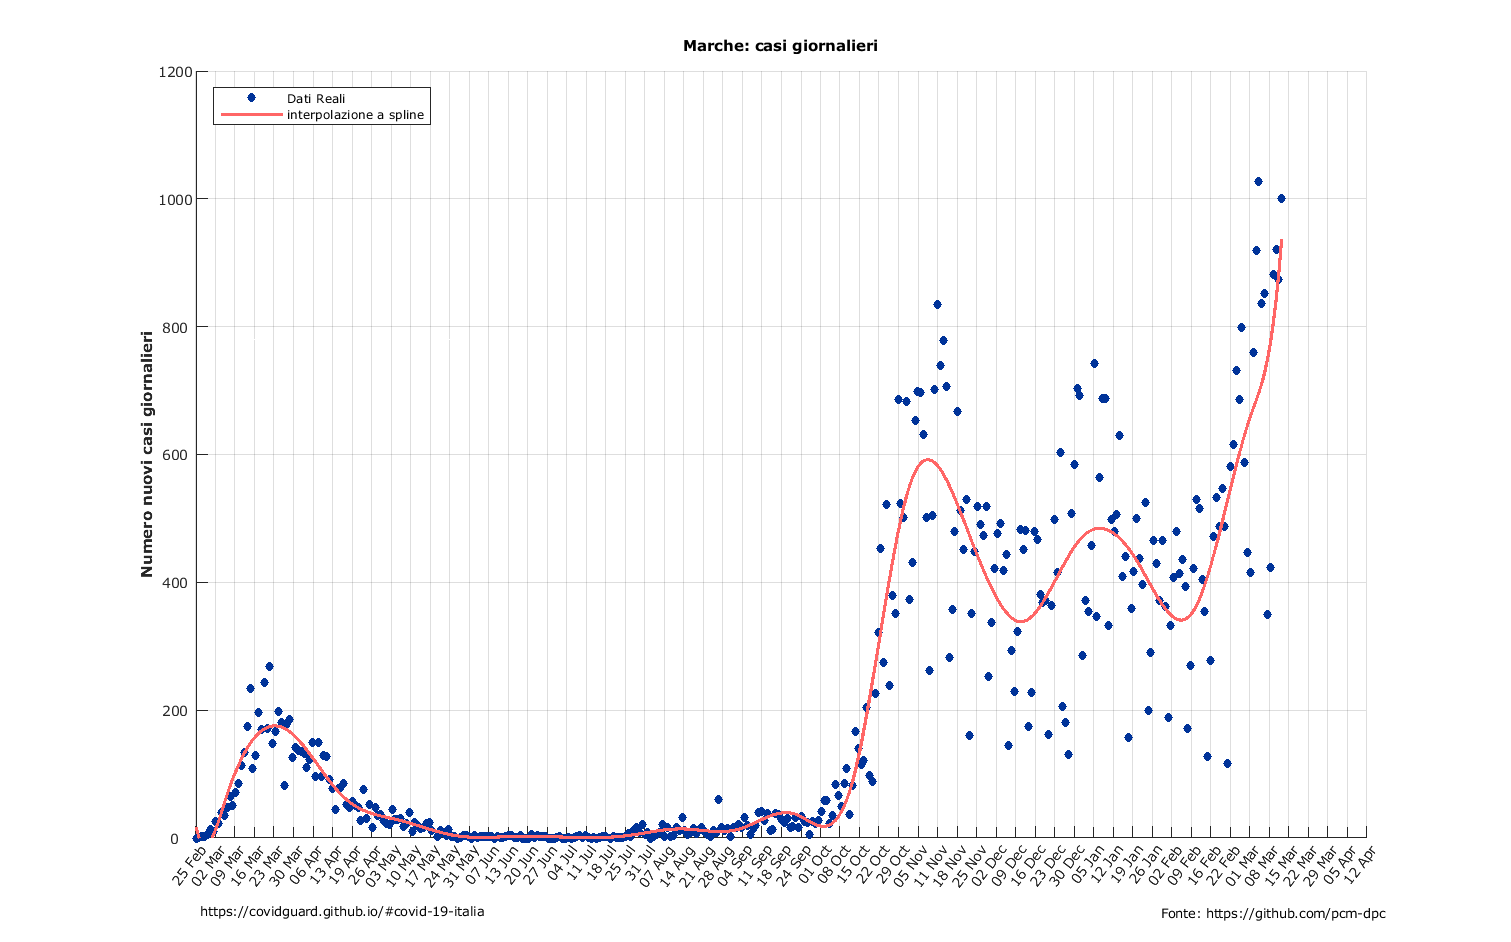 Marche: casi giornalieri
1200
1000
800
600
400
200
0
Numero nuovi casi giornalieri
Dati Reali
interpolazione a spline
25 Feb
02 Mar
09 Mar
16 Mar
23 Mar
30 Mar
06 Apr
13 Apr
19 Apr
26 Apr
03 May
10 May
17 May
24 May
31 May
07 Jun
13 Jun
20 Jun
27 Jun
04 Jul
11 Jul
18 Jul
25 Jul
31 Jul
07 Aug
14 Aug
21 Aug
28 Aug
04 Sep
11 Sep
18 Sep
24 Sep
01 Oct
08 Oct
15 Oct
22 Oct
29 Oct
05 Nov
11 Nov
18 Nov
25 Nov
02 Dec
09 Dec
16 Dec
23 Dec
30 Dec
05 Jan
12 Jan
19 Jan
26 Jan
02 Feb
09 Feb
16 Feb
22 Feb
01 Mar
08 Mar
15 Mar
22 Mar
29 Mar
05 Apr
12 Apr
https://covidguard.github.io/#covid-19-italia
Fonte: https://github.com/pcm-dpc